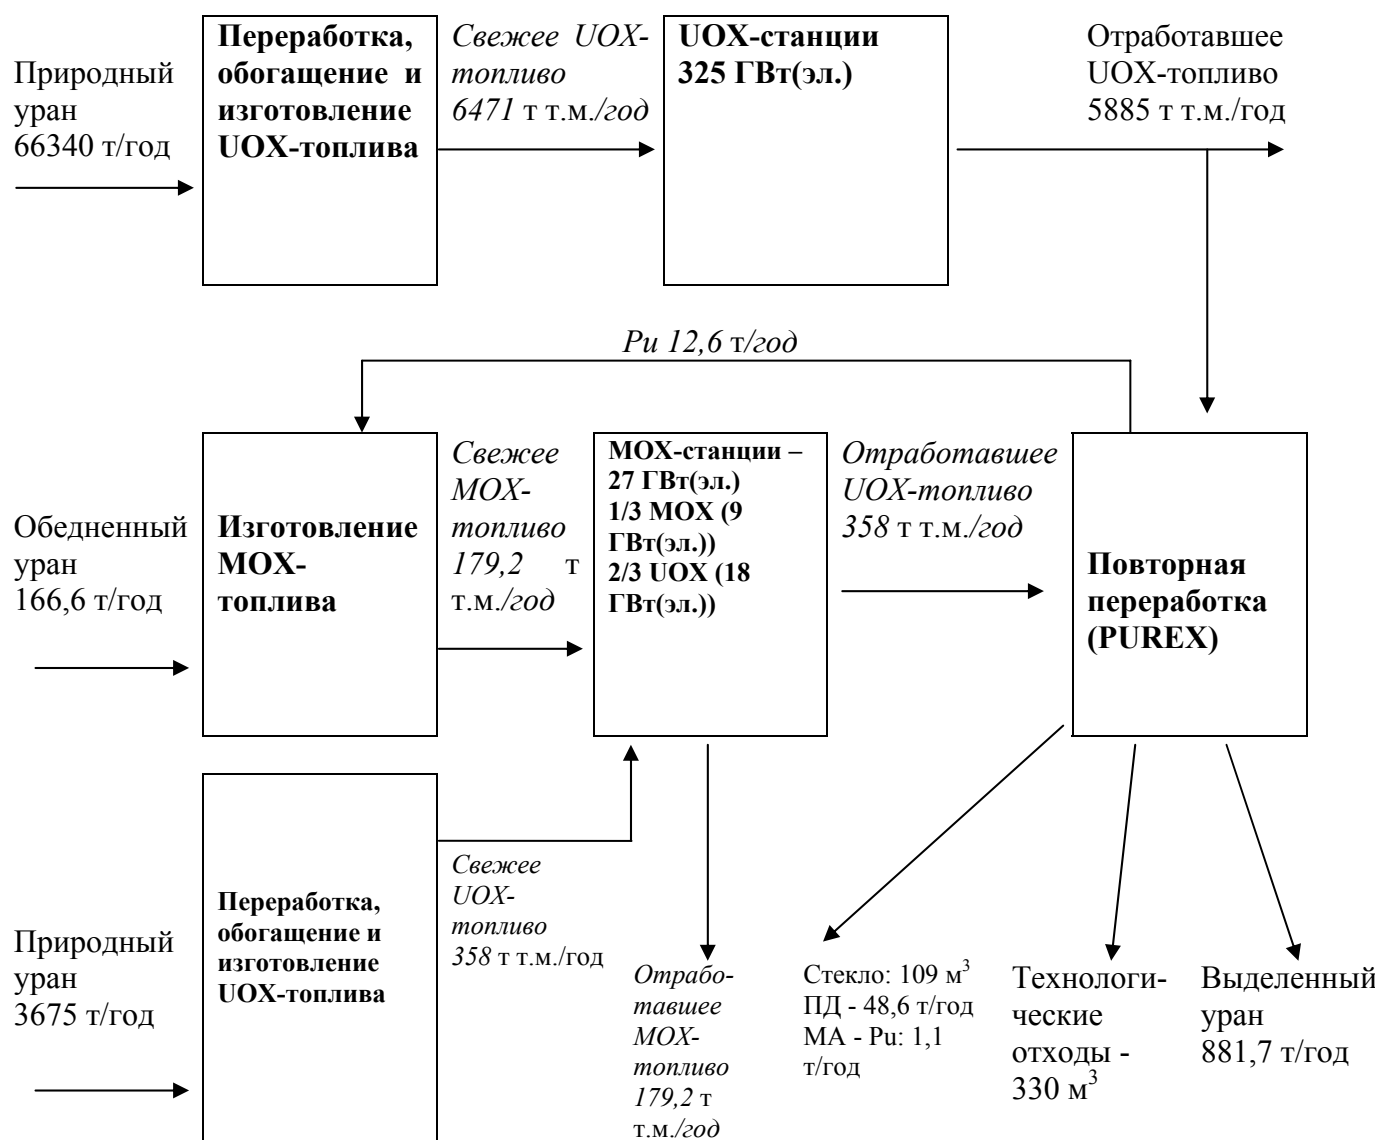 Природный
уран
66340 т/год
Переработка,
обогащение и
изготовление
UOX-топлива
Свежее UOX-
топливо
6471 т т.м./год
UOX-станции
325 ГВт(эл.)
Отработавшее
UOX-топливо
5885 т т.м./год
Pu 12,6 т/год
Обедненный
уран
166,6 т/год
Изготовление
МОХ-
топлива
Свежее
МОХ-
топливо
179,2 т
т.м./год
МОХ-станции –
27 ГВт(эл.)
1/3 МОХ (9
ГВт(эл.))
2/3 UOX (18
ГВт(эл.))
Отработавшее
UOX-топливо
358 т т.м./год
Повторная
переработка
(PUREX)
Природный
уран
3675 т/год
Переработка,
обогащение и
изготовление
UOX-топлива
Свежее
UOX-
топливо
358 т т.м./год
Отрабо-
тавшее
МОХ-
топливо
179,2 т
т.м./год
Стекло: 109 м³
ПД - 48,6 т/год
МА - Pu: 1,1
т/год
Технологи-
ческие
отходы -
330 м³
Выделенный
уран
881,7 т/год